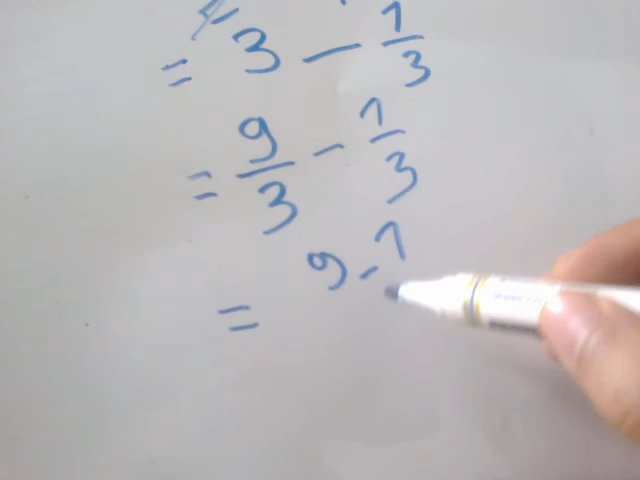 = 3 - 1/3
= 9/3 - 1/3
= 9-1